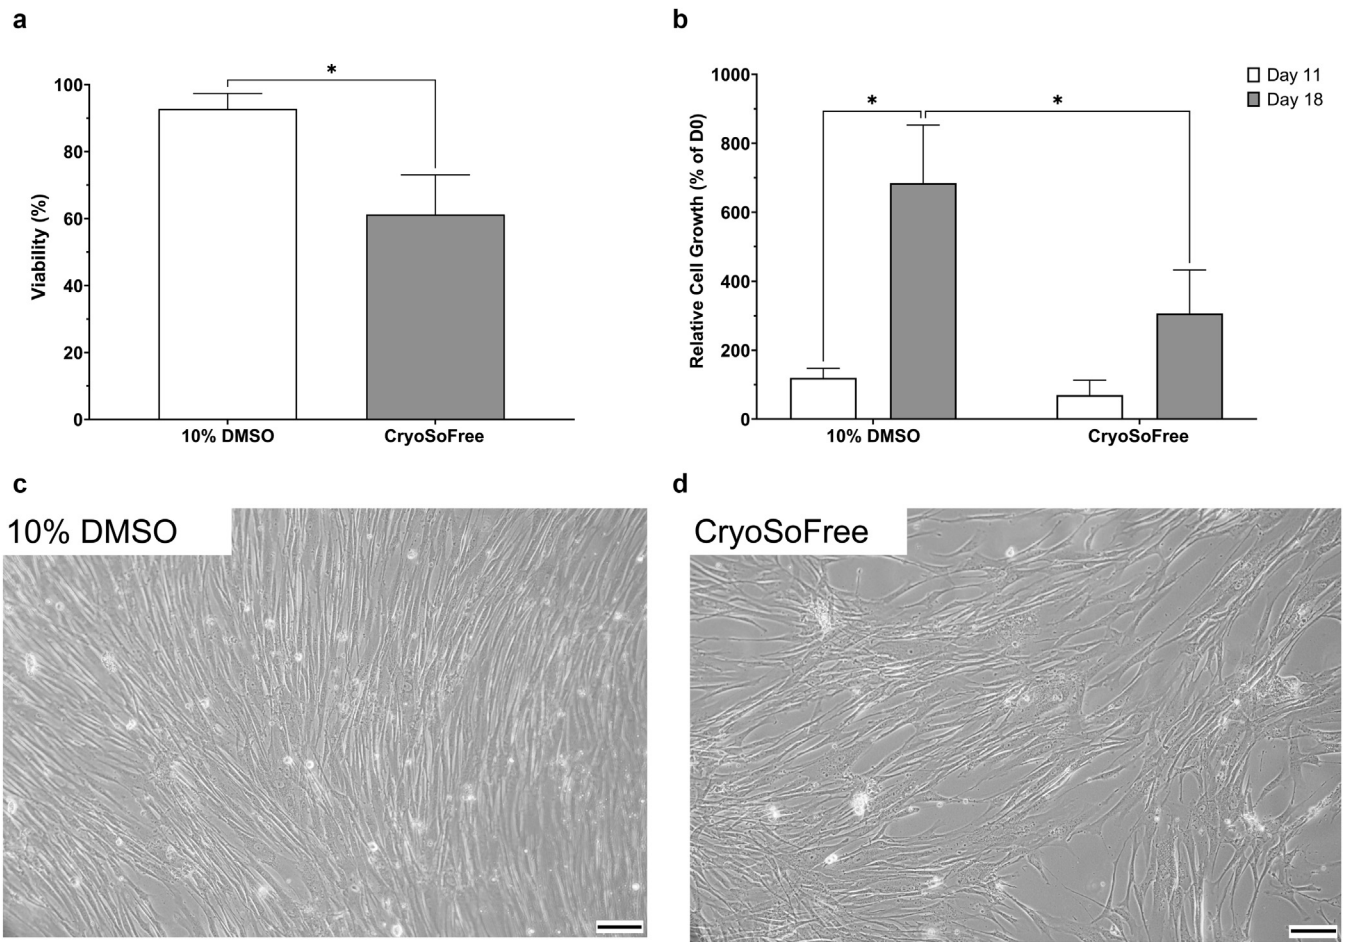 a
*
100
80
60
40
20
0
Viability (%)
10% DMSO
CryoSoFree
b
Day 11
Day 18
*
*
1000
800
600
400
200
0
Relative Cell Growth (% of D0)
10% DMSO
CryoSoFree
c
10% DMSO
d
CryoSoFree